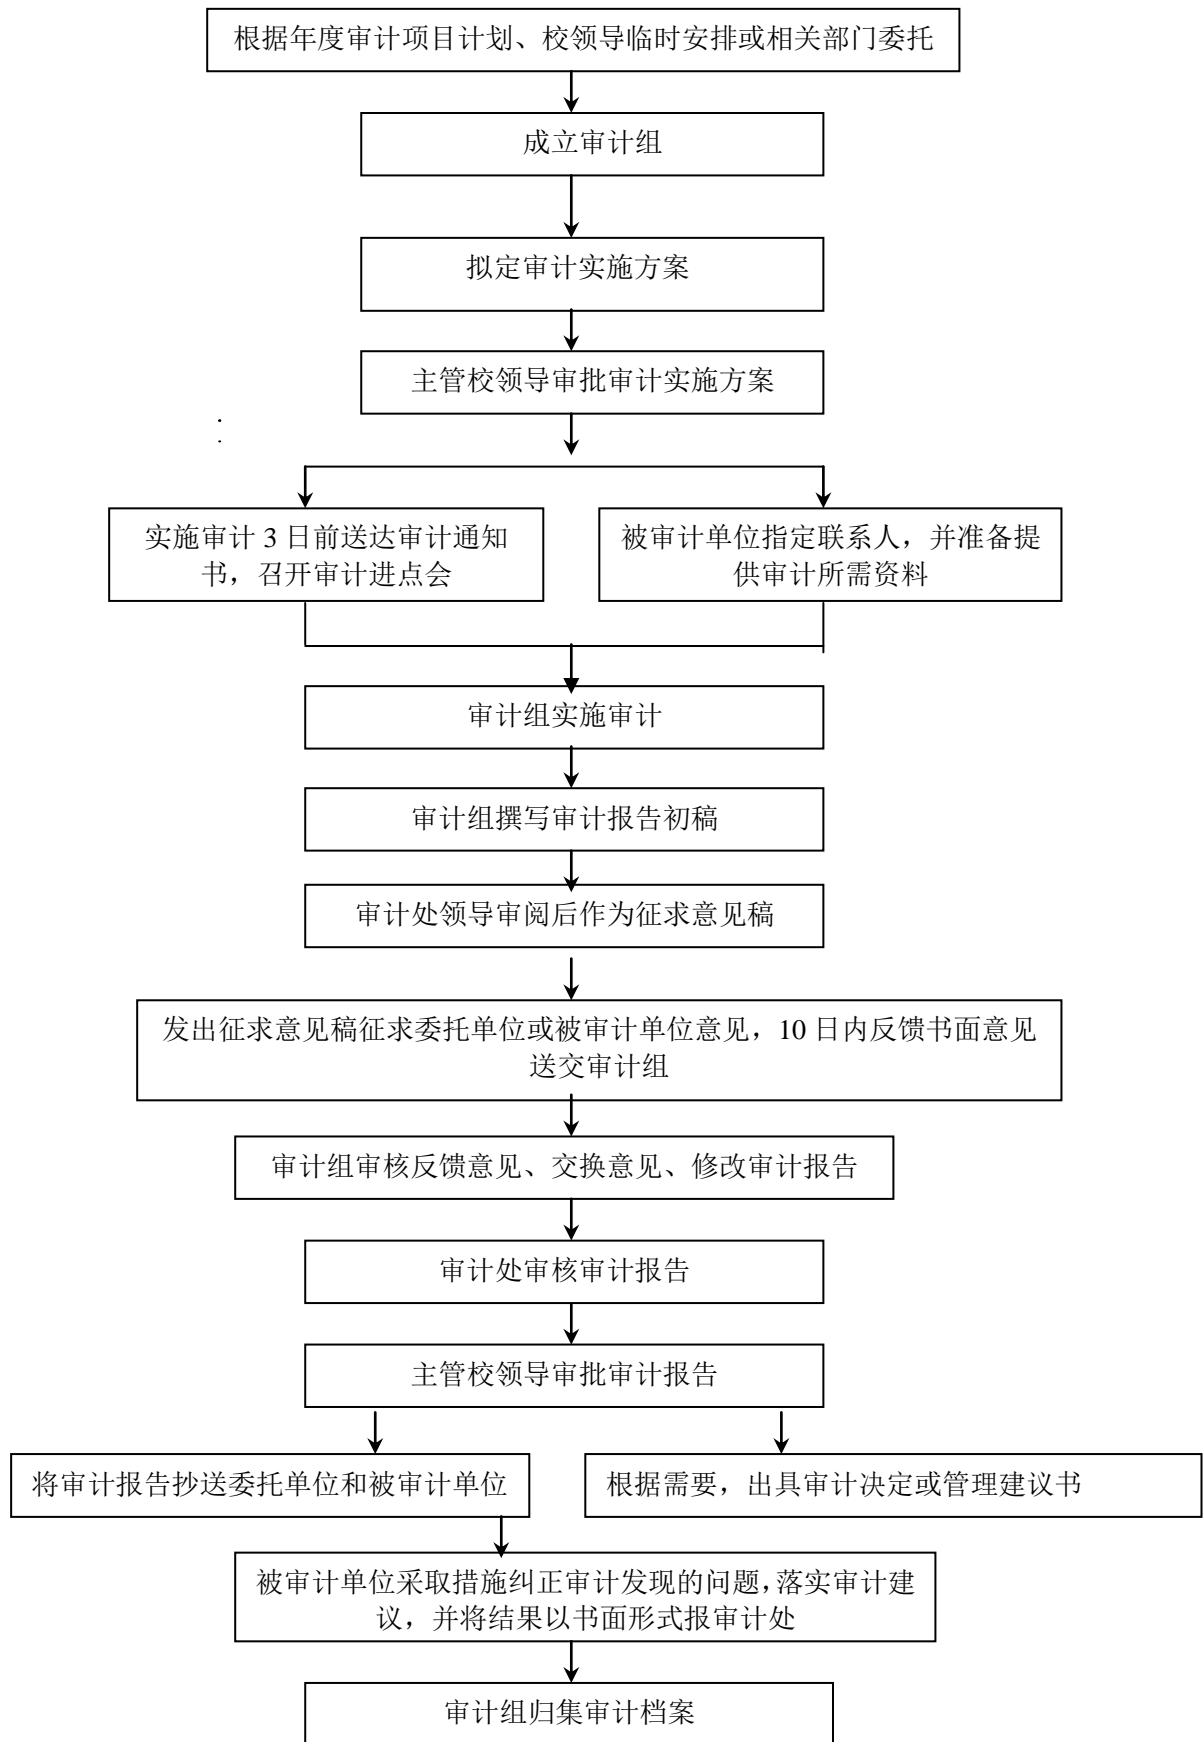 根据年度审计项目计划、校领导临时安排或相关部门委托
成立审计组
拟定审计实施方案
主管校领导审批审计实施方案
实施审计 3 日前送达审计通知
书，召开审计进点会
被审计单位指定联系人，并准备提
供审计所需资料
审计组实施审计
审计组撰写审计报告初稿
审计处领导审阅后作为征求意见稿
发出征求意见稿征求委托单位或被审计单位意见，10 日内反馈书面意见
送交审计组
审计组审核反馈意见、交换意见、修改审计报告
审计处审核审计报告
主管校领导审批审计报告
将审计报告抄送委托单位和被审计单位
根据需要，出具审计决定或管理建议书
被审计单位采取措施纠正审计发现的问题，落实审计建
议，并将结果以书面形式报审计处
审计组归集审计档案